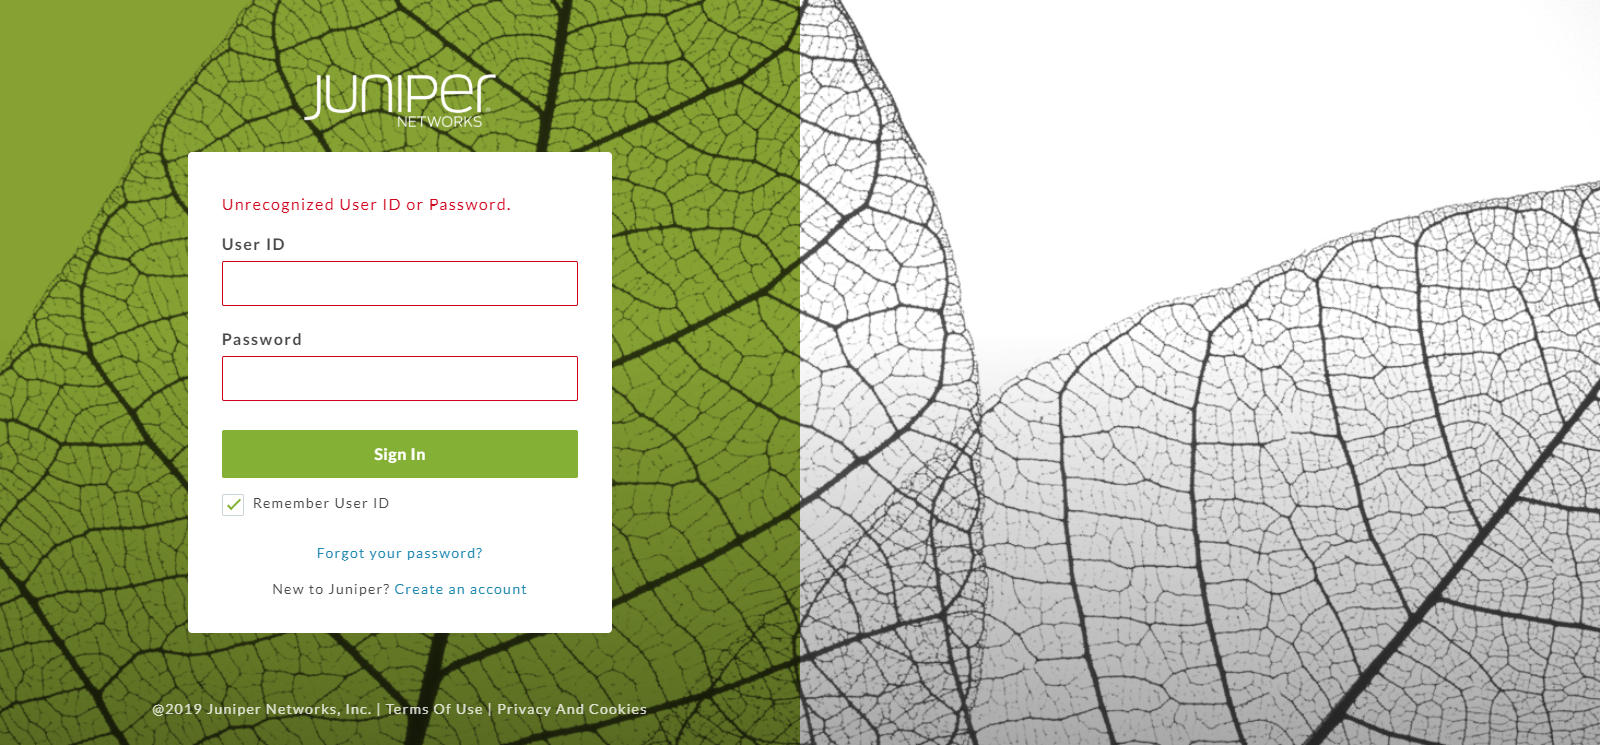 JUNIPER
NETWORKS
Unrecognized User ID or Password.
User ID
Password
Sign In
Remember User ID
Forgot your password?
New to Juniper? Create an account
@2019 Juniper Networks, Inc. | Terms Of Use | Privacy And Cookies